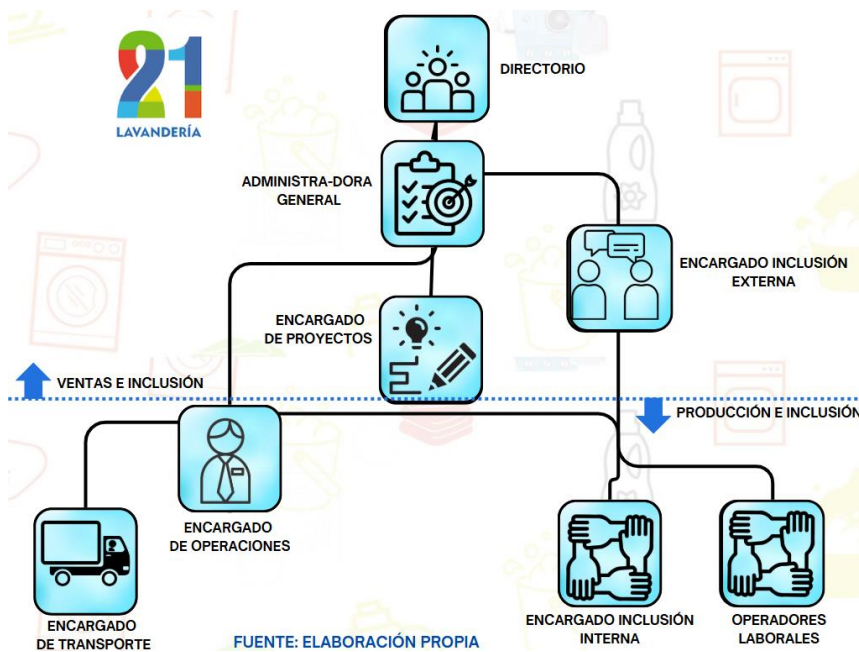 DIRECTORIO
21
LAVANDERÍA
ADMINISTRA-DORA
GENERAL
ENCARGADO INCLUSIÓN
EXTERNA
ENCARGADO
DE PROYECTOS
VENTAS E INCLUSIÓN
PRODUCCIÓN E INCLUSIÓN
ENCARGADO
DE OPERACIONES
ENCARGADO
DE TRANSPORTE
ENCARGADO INCLUSIÓN
INTERNA
OPERADORES
LABORALES
FUENTE: ELABORACIÓN PROPIA